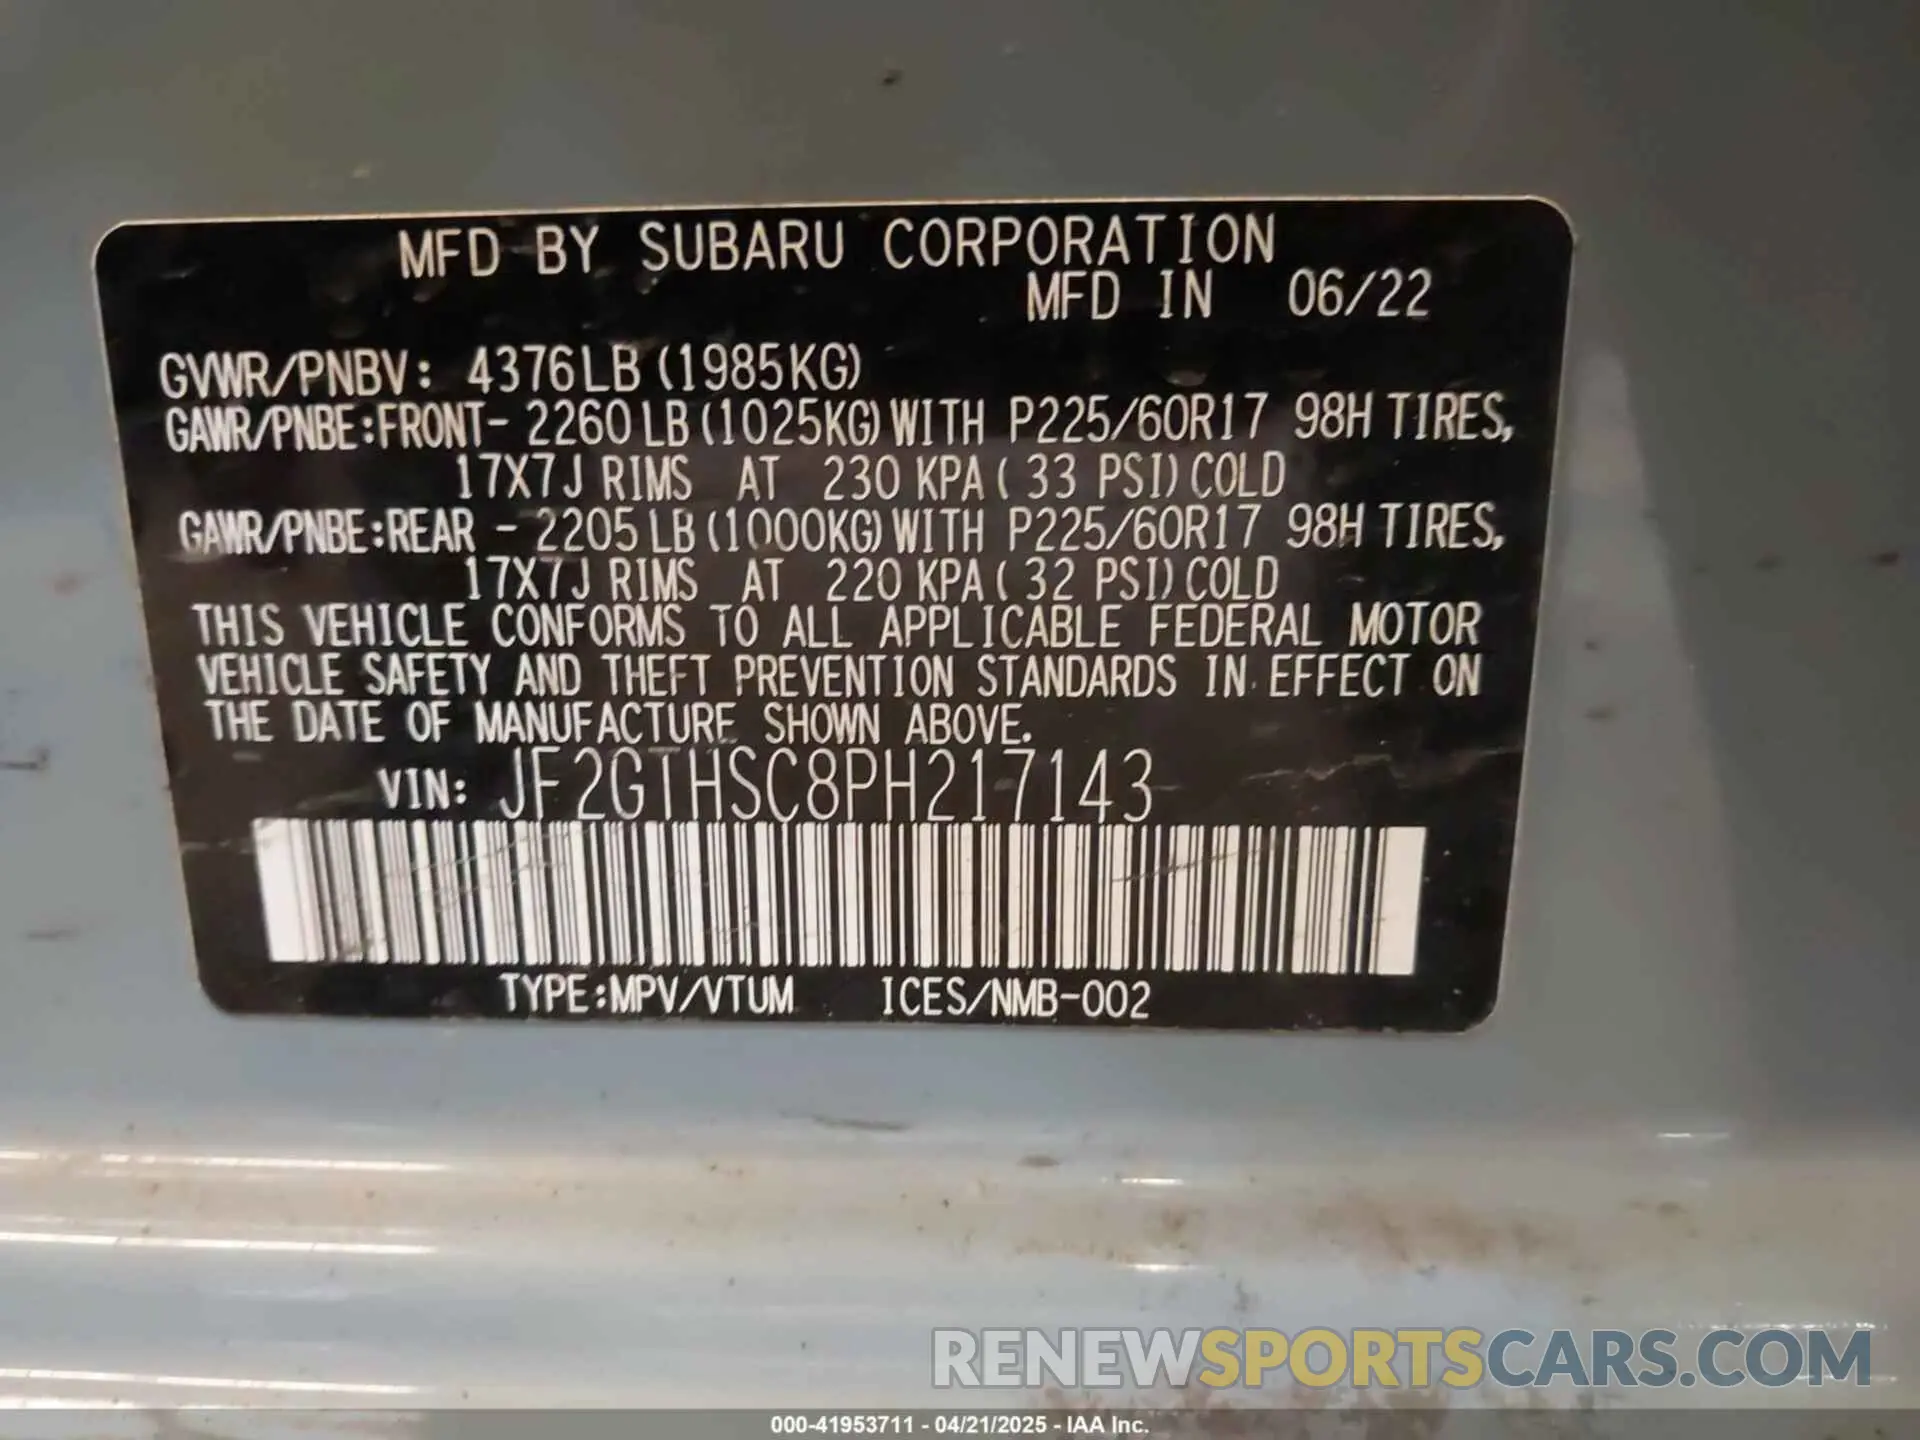 MFD BY SUBARU CORPORATION
MFD IN 06/22
GVWR/PNBV: 4376LB (1985KG)
GAWR/PNBE:FRONT- 2260LB (1025KG) WITH P225/60R17 98H TIRES,
17X7J RIMS AT 230 KPA ( 33 PSI) COLD
GAWR/PNBE:REAR - 2205LB (1000KG) WITH P225/60R17 98H TIRES,
17X7J RIMS AT 220 KPA ( 32 PSI) COLD
THIS VEHICLE CONFORMS TO ALL APPLICABLE FEDERAL MOTOR
VEHICLE SAFETY AND THEFT PREVENTION STANDARDS IN EFFECT ON
THE DATE OF MANUFACTURE SHOWN ABOVE.
VIN: JF2GTHSC8PH217143
TYPE:MPV/VTUM ICES/NMB-002
RENEWSPORTSCARS.COM
000-41953711 - 04/21/2025 - IAA Inc.